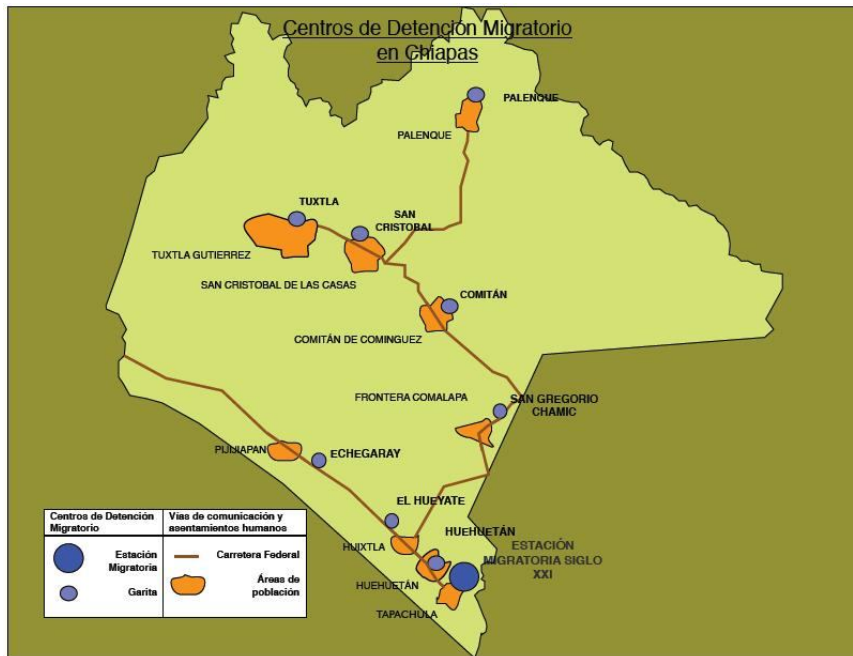 Centros de Detención Migratorio
en Chiapas
PALENQUE
PALENQUE
TUXTLA
SAN
CRISTOBAL
TUXTLA GUTIERREZ
SAN CRISTOBAL DE LAS CASAS
COMITÁN
COMITÁN DE COMINGUEZ
FRONTERA COMALAPA
SAN GREGORIO
CHAMIC
PIJIJIAPAN
ECHEGARAY
EL HUEYATE
HUEHUETÁN
HUIXTLA
ESTACIÓN
MIGRATORIA SIGLO
XXI
HUEHUETÁN
TAPACHULA
Centros de Detención
Migratorio
Vías de comunicación y
asentamientos humanos
Estación
Migratoria
Carretera Federal
Garita
Áreas de
población